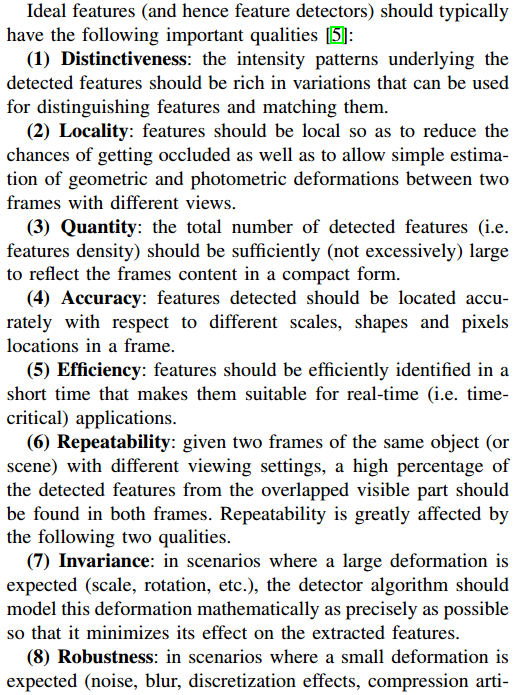 Ideal features (and hence feature detectors) should typically
have the following important qualities [5]:
(1) Distinctiveness: the intensity patterns underlying the
detected features should be rich in variations that can be used
for distinguishing features and matching them.
(2) Locality: features should be local so as to reduce the
chances of getting occluded as well as to allow simple estima-
tion of geometric and photometric deformations between two
frames with different views.
(3) Quantity: the total number of detected features (i.e.
features density) should be sufficiently (not excessively) large
to reflect the frames content in a compact form.
(4) Accuracy: features detected should be located accu-
rately with respect to different scales, shapes and pixels
locations in a frame.
(5) Efficiency: features should be efficiently identified in a
short time that makes them suitable for real-time (i.e. time-
critical) applications.
(6) Repeatability: given two frames of the same object (or
scene) with different viewing settings, a high percentage of
the detected features from the overlapped visible part should
be found in both frames. Repeatability is greatly affected by
the following two qualities.
(7) Invariance: in scenarios where a large deformation is
expected (scale, rotation, etc.), the detector algorithm should
model this deformation mathematically as precisely as possible
so that it minimizes its effect on the extracted features.
(8) Robustness: in scenarios where a small deformation is
expected (noise, blur, discretization effects, compression arti-